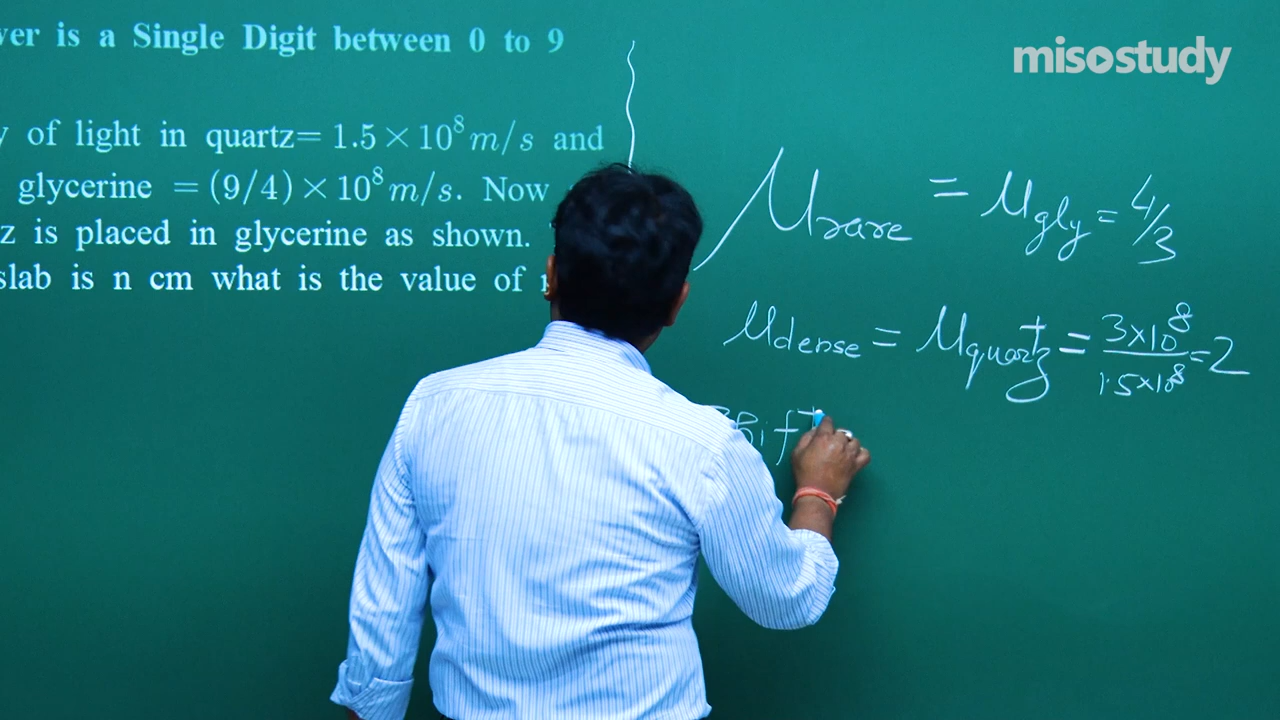 misostudy
ver is a Single Digit between 0 to 9
y of light in quartz= 1.5×10⁸ m/s and
glycerine = (9/4)×10⁸ m/s. Now
z is placed in glycerine as shown.
slab is n cm what is the value of
μrare = μgly = 4/3
μdense = μquartz = 3×10⁸/1.5×10⁸ = 2